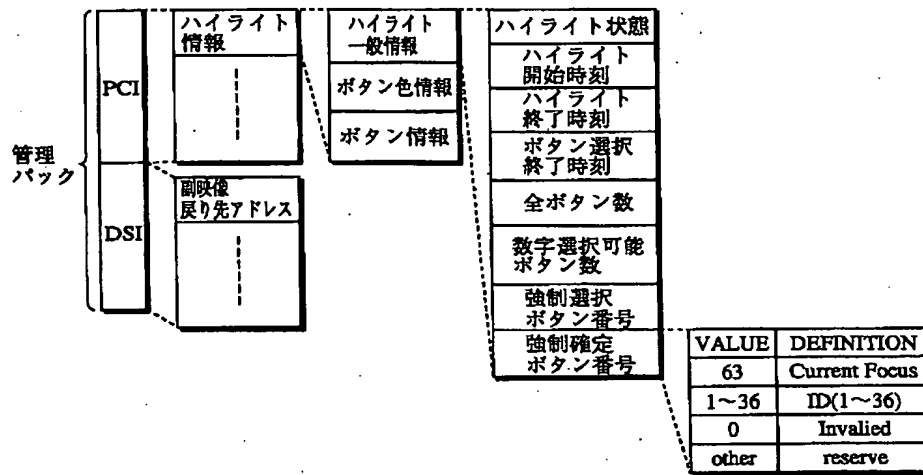 管理
パック
PCI
DSI
ハイライト
情報
副映像
戻り先アドレス
ハイライト
一般情報
ボタン色情報
ボタン情報
ハイライト状態
ハイライト
開始時刻
ハイライト
終了時刻
ボタン選択
終了時刻
全ボタン数
数字選択可能
ボタン数
強制選択
ボタン番号
強制確定
ボタン番号
VALUE DEFINITION
63 Current Focus
1〜36 ID(1〜36)
0 Invalied
other reserve